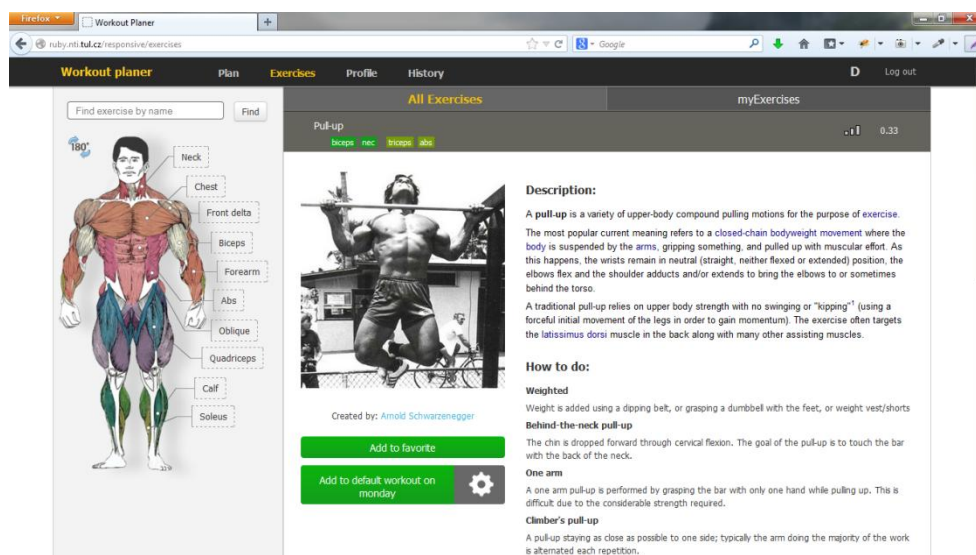 Firefox
Workout Planer
+
ruby.nti.tul.cz/responsive/exercises
Google
Workout planer
Plan
Exercises
Profile
History
D
Log out
Find exercise by name
Find
All Exercises
myExercises
Pull-up
biceps nec triceps abs
0.33
180°
Neck
Chest
Front delta
Biceps
Forearm
Abs
Oblique
Quadriceps
Calf
Soleus
Created by: Arnold Schwarzenegger
Add to favorite
Add to default workout on
monday
Description:
A pull-up is a variety of upper-body compound pulling motions for the purpose of exercise.
The most popular current meaning refers to a closed-chain bodyweight movement where the
body is suspended by the arms, gripping something, and pulled up with muscular effort. As
this happens, the wrists remain in neutral (straight, neither flexed or extended) position, the
elbows flex and the shoulder adducts and/or extends to bring the elbows to or sometimes
behind the torso.
A traditional pull-up relies on upper body strength with no swinging or "kipping"¹ (using a
forceful initial movement of the legs in order to gain momentum). The exercise often targets
the latissimus dorsi muscle in the back along with many other assisting muscles.
How to do:
Weighted
Weight is added using a dipping belt, or grasping a dumbbell with the feet, or weight vest/shorts
Behind-the-neck pull-up
The chin is dropped forward through cervical flexion. The goal of the pull-up is to touch the bar
with the back of the neck.
One arm
A one arm pull-up is performed by grasping the bar with only one hand while pulling up. This is
difficult due to the considerable strength required.
Climber's pull-up
A pull-up staying as close as possible to one side; typically the arm doing the majority of the work
is alternated each repetition.